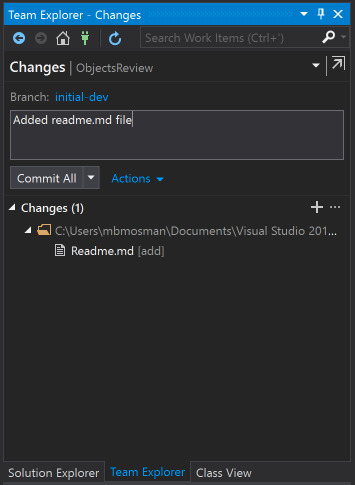 Team Explorer - Changes
Search Work Items (Ctrl+')
Changes | ObjectsReview
Branch: initial-dev
Added readme.md file
Commit All Actions
Changes (1)
C:\Users\mbmosman\Documents\Visual Studio 201...
Readme.md [add]
Solution Explorer Team Explorer Class View